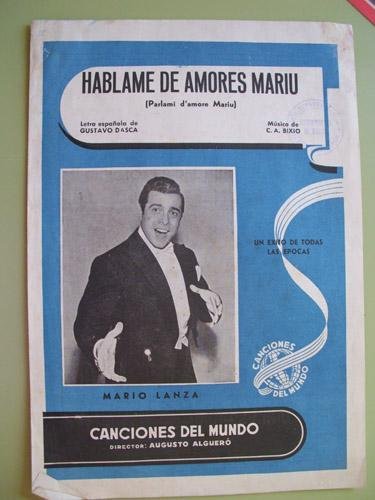 HABLAME DE AMORES MARIU
(Parlami d'amore Mariu)
Letra española de
GUSTAVO DASCA
Música de
C. A. BIXIO
UN EXITO DE TODAS
LAS EPOCAS
CANCIONES
DEL MUNDO
MARIO LANZA
CANCIONES DEL MUNDO
DIRECTOR: AUGUSTO ALGUERÓ